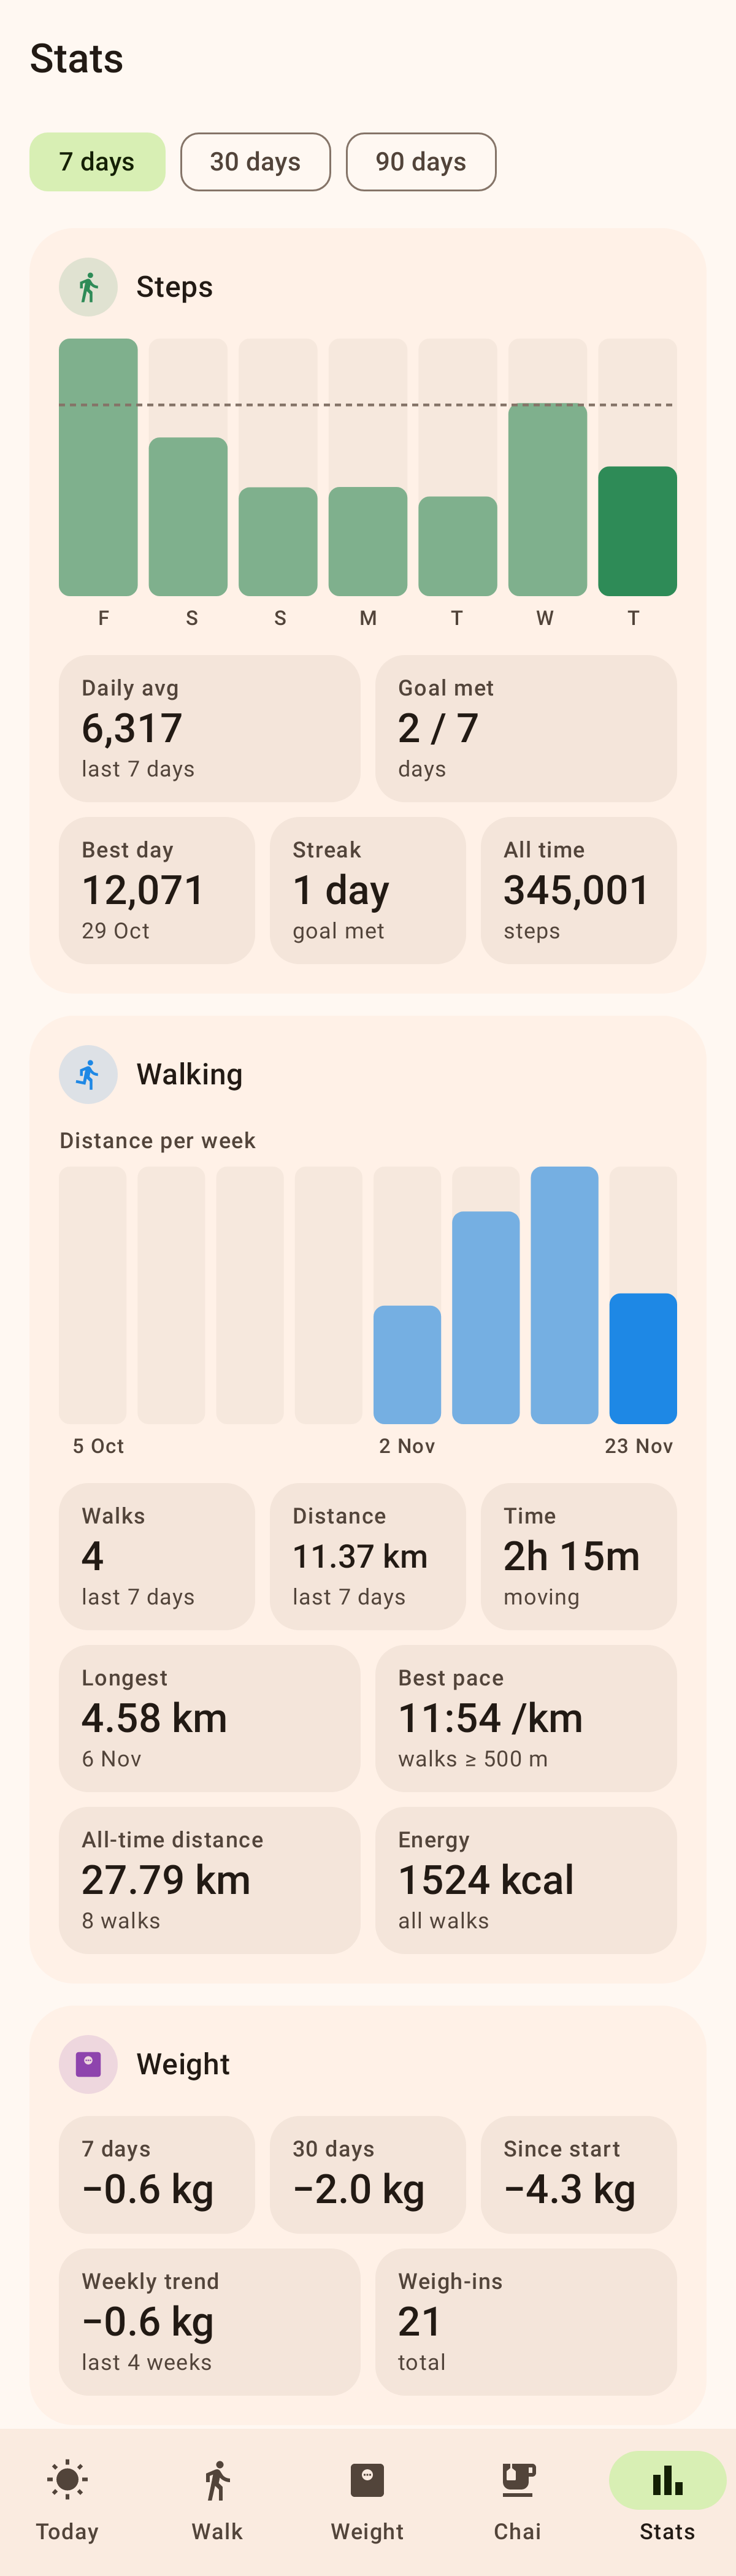 Stats
7 days 30 days 90 days
Steps
F S S M T W T
Daily avg Goal met
6,317 2 / 7
last 7 days days
Best day Streak All time
12,071 1 day 345,001
29 Oct goal met steps
Walking
Distance per week
5 Oct 2 Nov 23 Nov
Walks Distance Time
4 11.37 km 2h 15m
last 7 days last 7 days moving
Longest Best pace
4.58 km 11:54 /km
6 Nov walks ≥ 500 m
All-time distance Energy
27.79 km 1524 kcal
8 walks all walks
Weight
7 days 30 days Since start
−0.6 kg −2.0 kg −4.3 kg
Weekly trend Weigh-ins
−0.6 kg 21
last 4 weeks total
Today Walk Weight Chai Stats